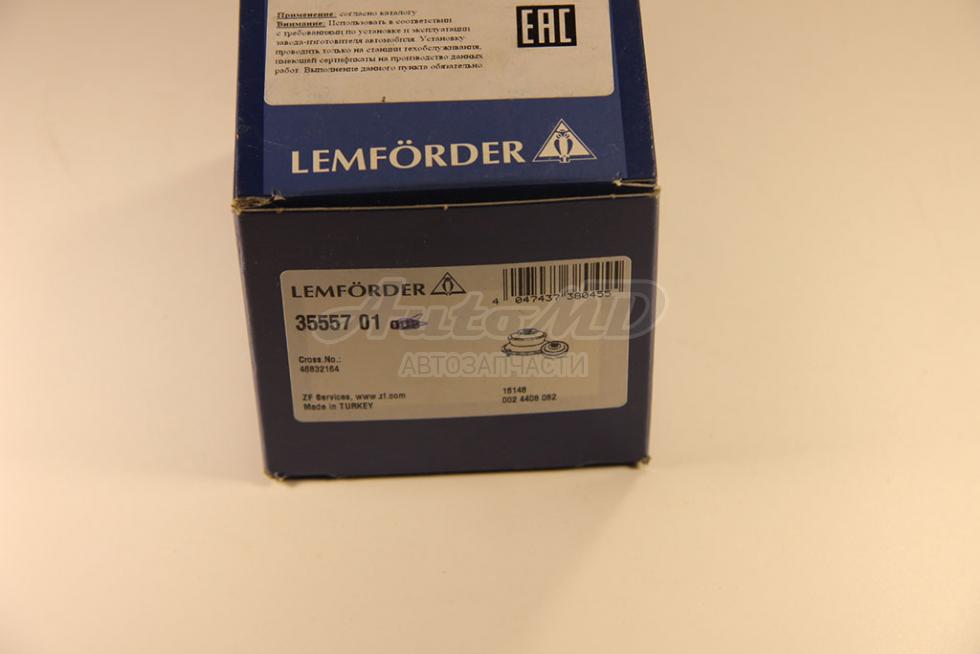 Применение: согласно каталогу
Внимание: Использовать в соответствии
с требованиями по установке и эксплуатации
завода-изготовителя автомобиля. Установку
проводить только на станции техобслуживания,
имеющей сертификаты на производство данных
работ. Выполнение данного пункта обязательно
EAC
LEMFÖRDER
LEMFÖRDER
4 047437 380455
35557 01
AutoMD
АВТОЗАПЧАСТИ
Cross No.:
46832164
ZF Services, www.zf.com
Made in TURKEY
16148
002 4408 082